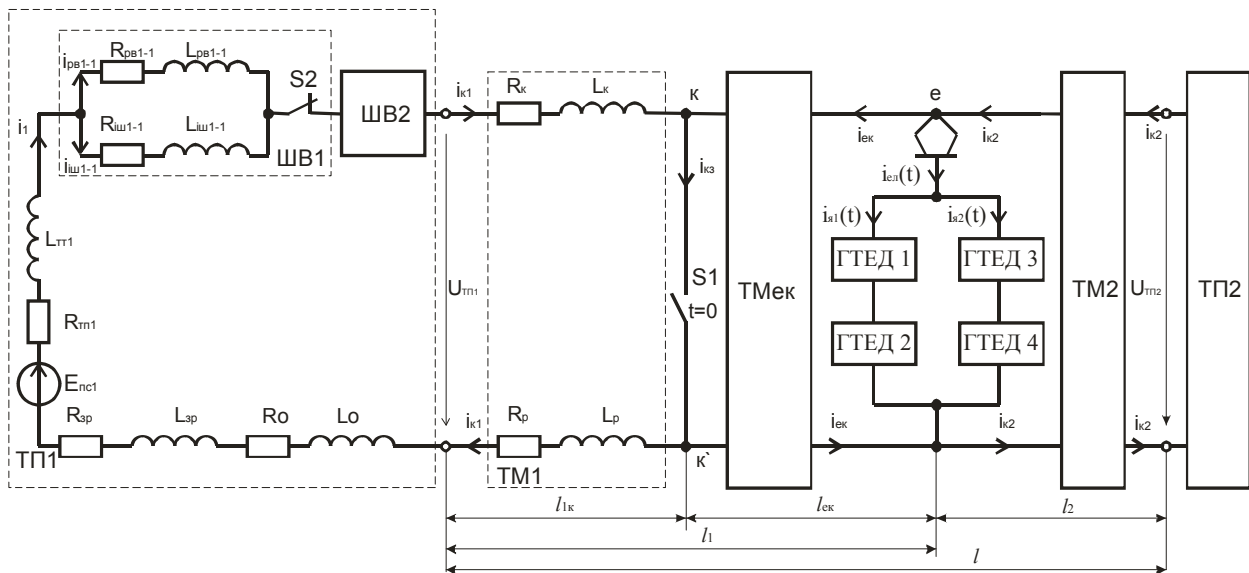 Rрв1-1
Lрв1-1
iрв1-1
S2
ШВ2
iк1
Rк
Lк
к
е
iек
iк2
iк2
i1
Rіш1-1
Lіш1-1
iіш1-1
ШВ1
iкз
iел(t)
iя1(t)
iя2(t)
Lтт1
ГТЕД 1
ГТЕД 3
Uтп1
S1
t=0
ТМек
ТМ2
Uтп2
ТП2
Rтп1
ГТЕД 2
ГТЕД 4
Eпс1
Rзр
Lзр
Ro
Lo
iк1
Rр
Lр
iек
iк2
iк2
ТП1
ТМ1
к`
l1к
lек
l2
l1
l